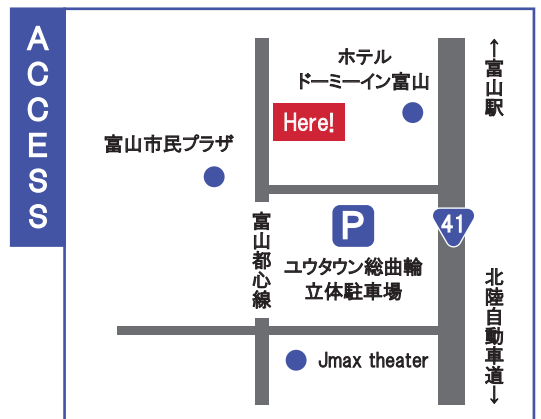 ACCESS
ホテル
ドーミーイン富山
↑富山駅
Here!
富山市民プラザ
P
41
富山都心線
ユウタウン総曲輪
立体駐車場
北陸自動車道↓
Jmax theater